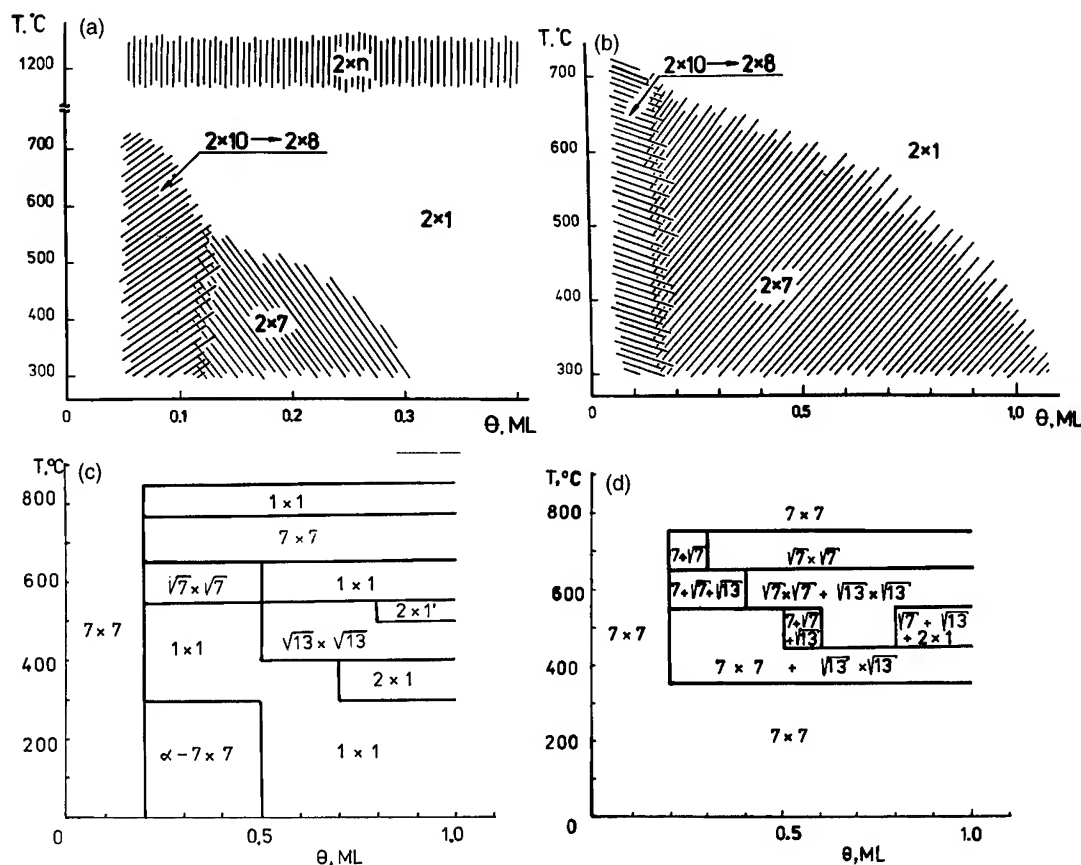 T, °C (a)
1200
2×n
700
2×10 → 2×8
600
2×1
500
400
2×7
300
0 0.1 0.2 0.3 θ, ML
T, °C (b)
700
2×10 → 2×8
600
2×1
500
400
2×7
300
0 0.5 1.0 ML
θ,
T, °C (c)
800
1 × 1
7 × 7
600
√7 × √7
1 × 1
2 × 1'
7 × 7
1 × 1
√13 × √13
400
2 × 1
200
α – 7 × 7
1 × 1
0 0.5 1.0
θ, ML
T, °C (d)
800
7 × 7
7+√7
√7 × √7
600
7+√7+√13
√7×√7 + √13×√13
7 × 7
7+√7
+√13
√7 + √13
+ 2 × 1
400
7 × 7 + √13 × √13
200
7 × 7
0 0.5 1.0
θ, ML